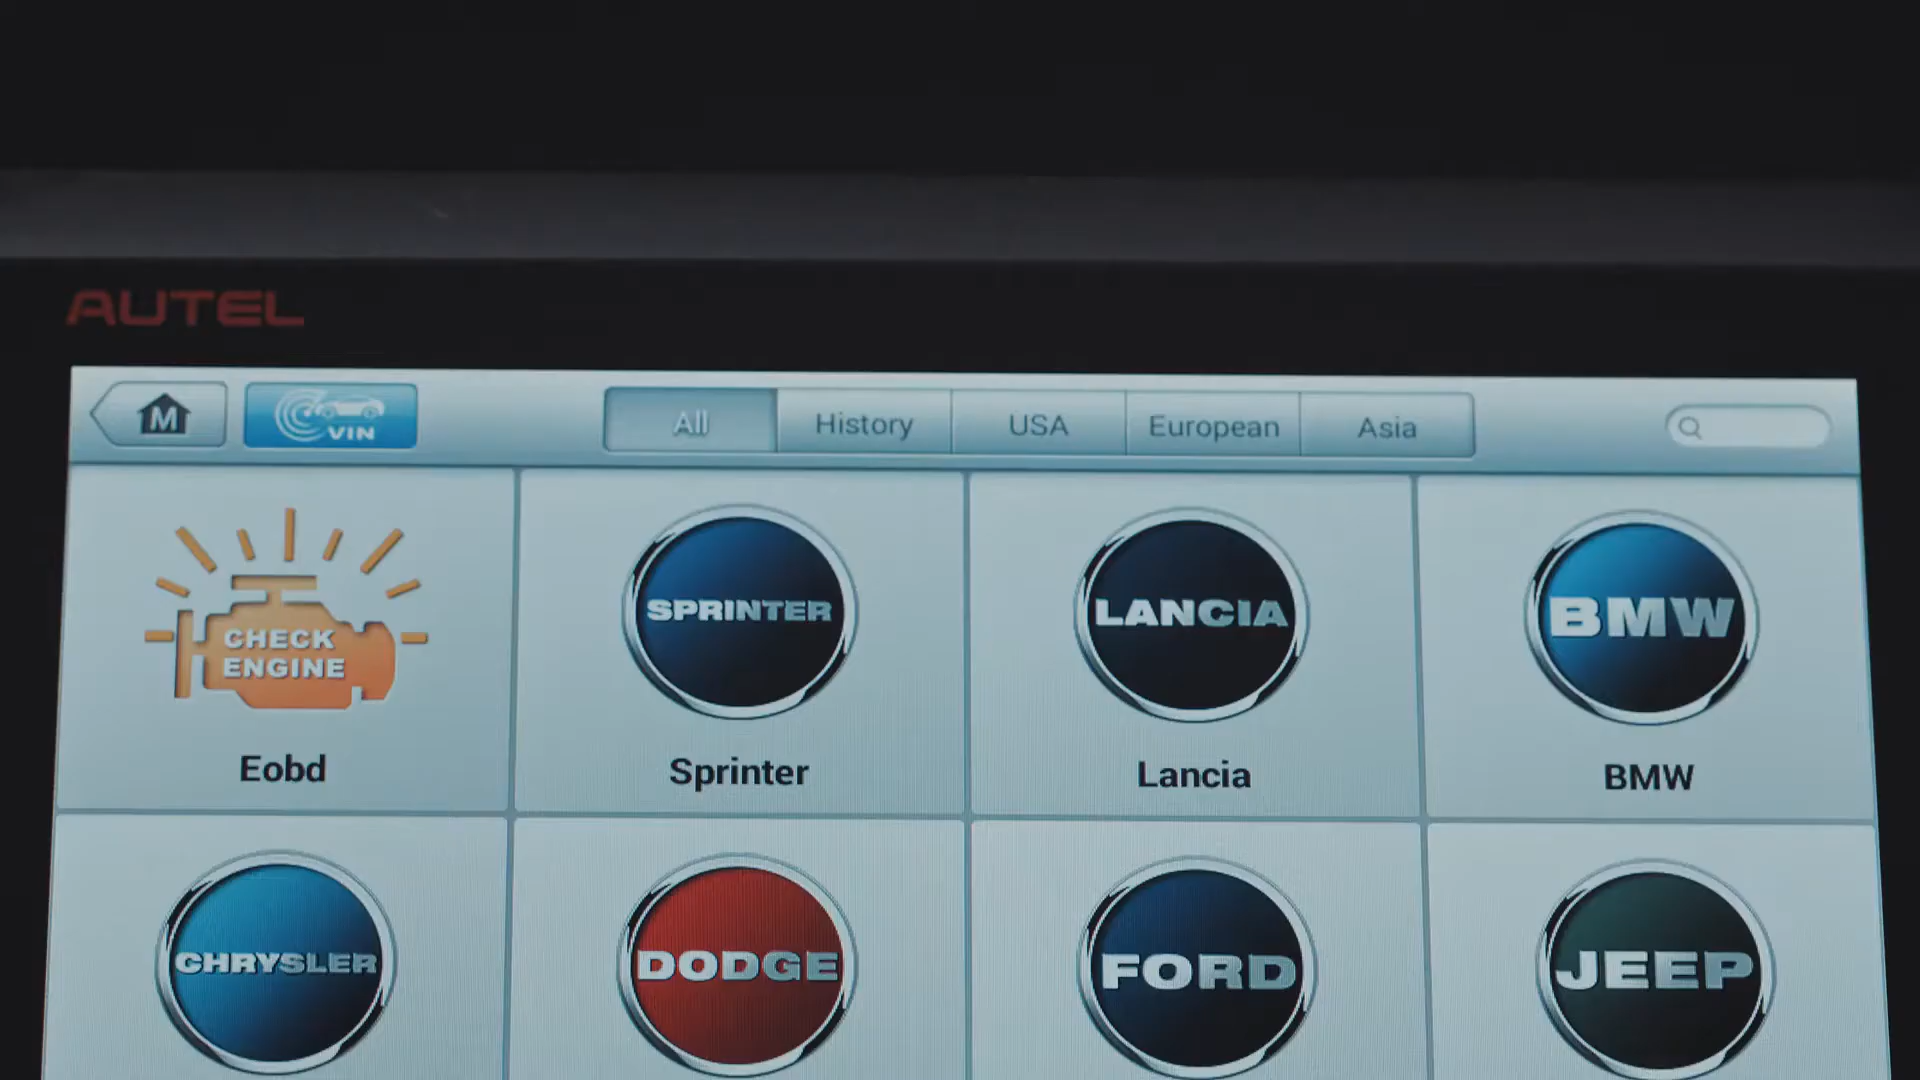 AUTEL
M
VIN
All
History
USA
European
Asia
CHECK
ENGINE
SPRINTER
LANCIA
BMW
Eobd
Sprinter
Lancia
BMW
CHRYSLER
DODGE
FORD
JEEP